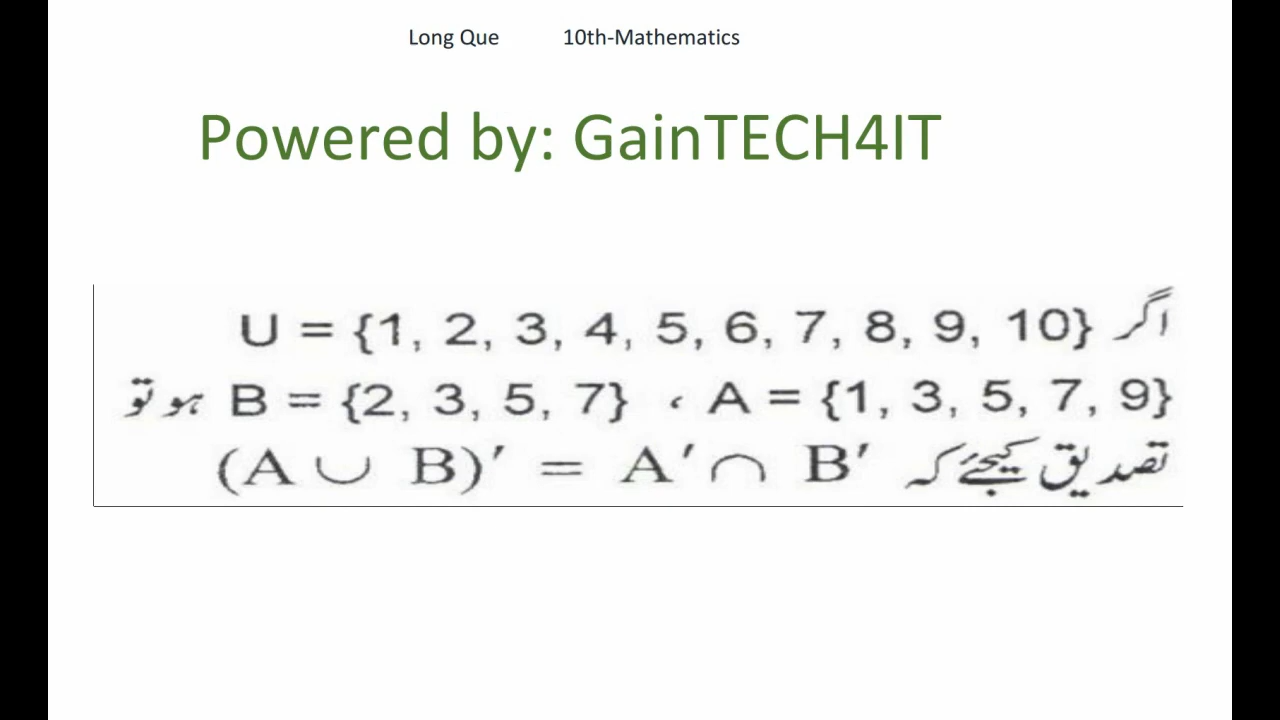 Long Que 10th-Mathematics
Powered by: GainTECH4IT
اگر U = {1, 2, 3, 4, 5, 6, 7, 8, 9, 10}
A = {1, 3, 5, 7, 9} ، B = {2, 3, 5, 7} ہو تو
تصدیق کیجئے کہ (A ∪ B)′ = A′ ∩ B′